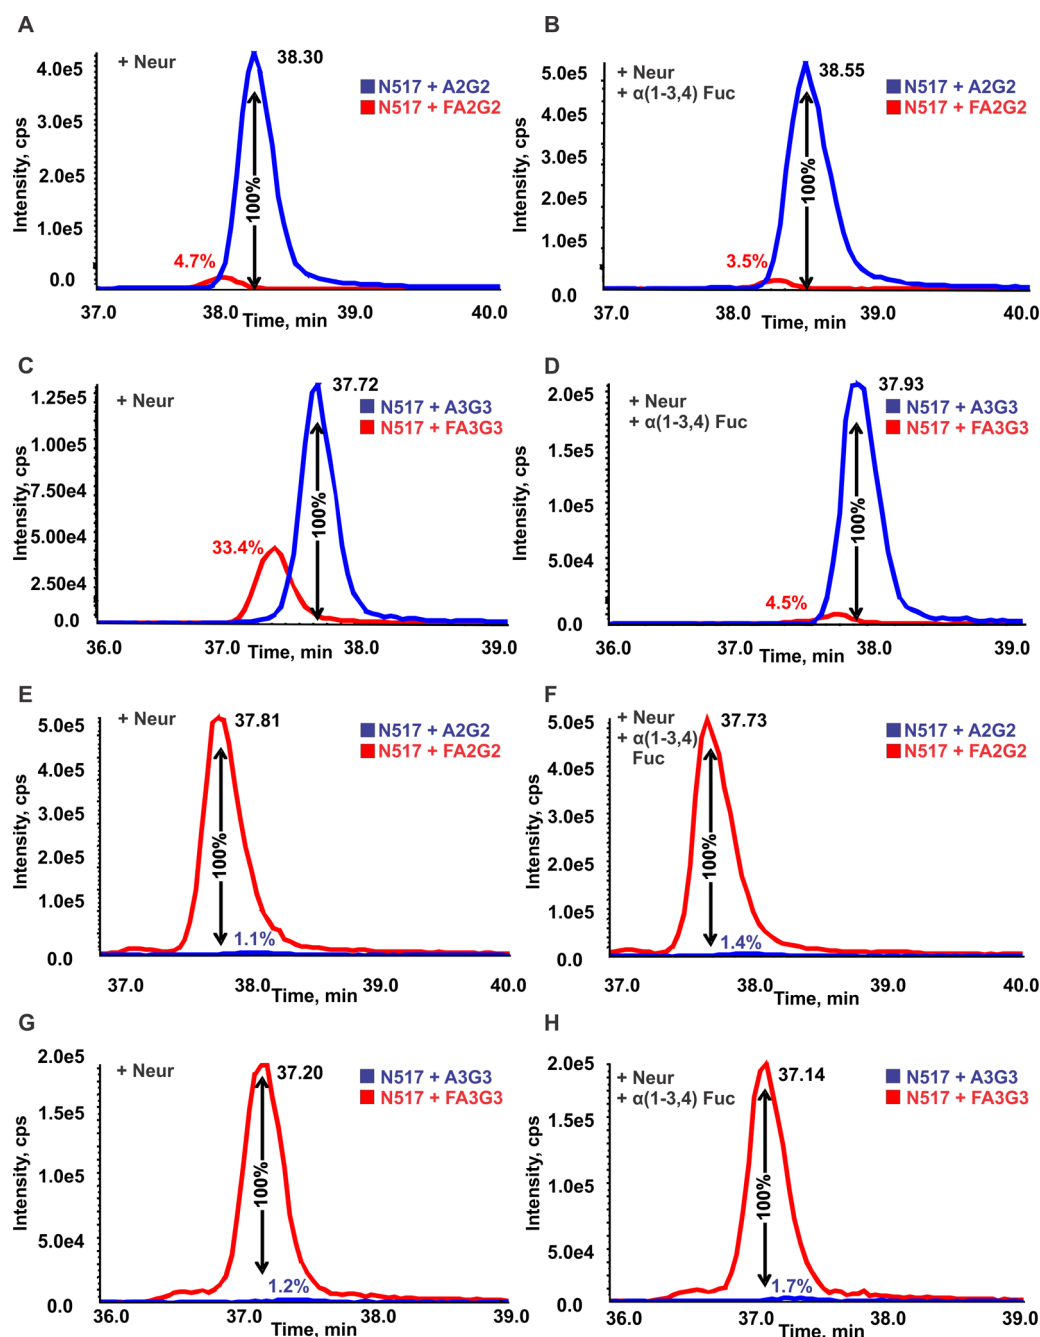 A
+ Neur
38.30
N517 + A2G2
N517 + FA2G2
Intensity, cps
4.0e5
3.0e5
2.0e5
1.0e5
0.0
4.7%
100%
37.0
38.0
39.0
40.0
Time, min
B
+ Neur
+ α(1-3,4) Fuc
38.55
N517 + A2G2
N517 + FA2G2
Intensity, cps
5.0e5
4.0e5
3.0e5
2.0e5
1.0e5
0.0
3.5%
100%
37.0
38.0
39.0
40.0
Time, min
C
+ Neur
37.72
N517 + A3G3
N517 + FA3G3
Intensity, cps
1.25e5
1.00e5
7.50e4
5.00e4
2.50e4
0.0
33.4%
100%
36.0
37.0
38.0
39.0
Time, min
D
+ Neur
+ α(1-3,4) Fuc
37.93
N517 + A3G3
N517 + FA3G3
Intensity, cps
2.0e5
1.5e5
1.0e5
5.0e4
0.0
4.5%
100%
36.0
37.0
38.0
39.0
Time, min
E
+ Neur
37.81
N517 + A2G2
N517 + FA2G2
Intensity, cps
5.0e5
4.0e5
3.0e5
2.0e5
1.0e5
0.0
100%
1.1%
37.0
38.0
39.0
40.0
Time, min
F
+ Neur
+ α(1-3,4)
Fuc
37.73
N517 + A2G2
N517 + FA2G2
Intensity, cps
5.0e5
4.0e5
3.0e5
2.0e5
1.0e5
0.0
100%
1.4%
37.0
38.0
39.0
40.0
Time, min
G
+ Neur
37.20
N517 + A3G3
N517 + FA3G3
Intensity, cps
2.0e5
1.5e5
1.0e5
5.0e4
0.0
100%
1.2%
36.0
37.0
38.0
39.0
Time, min
H
+ Neur
+ α(1-3,4) Fuc
37.14
N517 + A3G3
N517 + FA3G3
Intensity, cps
2.0e5
1.5e5
1.0e5
5.0e4
0.0
100%
1.7%
36.0
37.0
38.0
39.0
Time, min